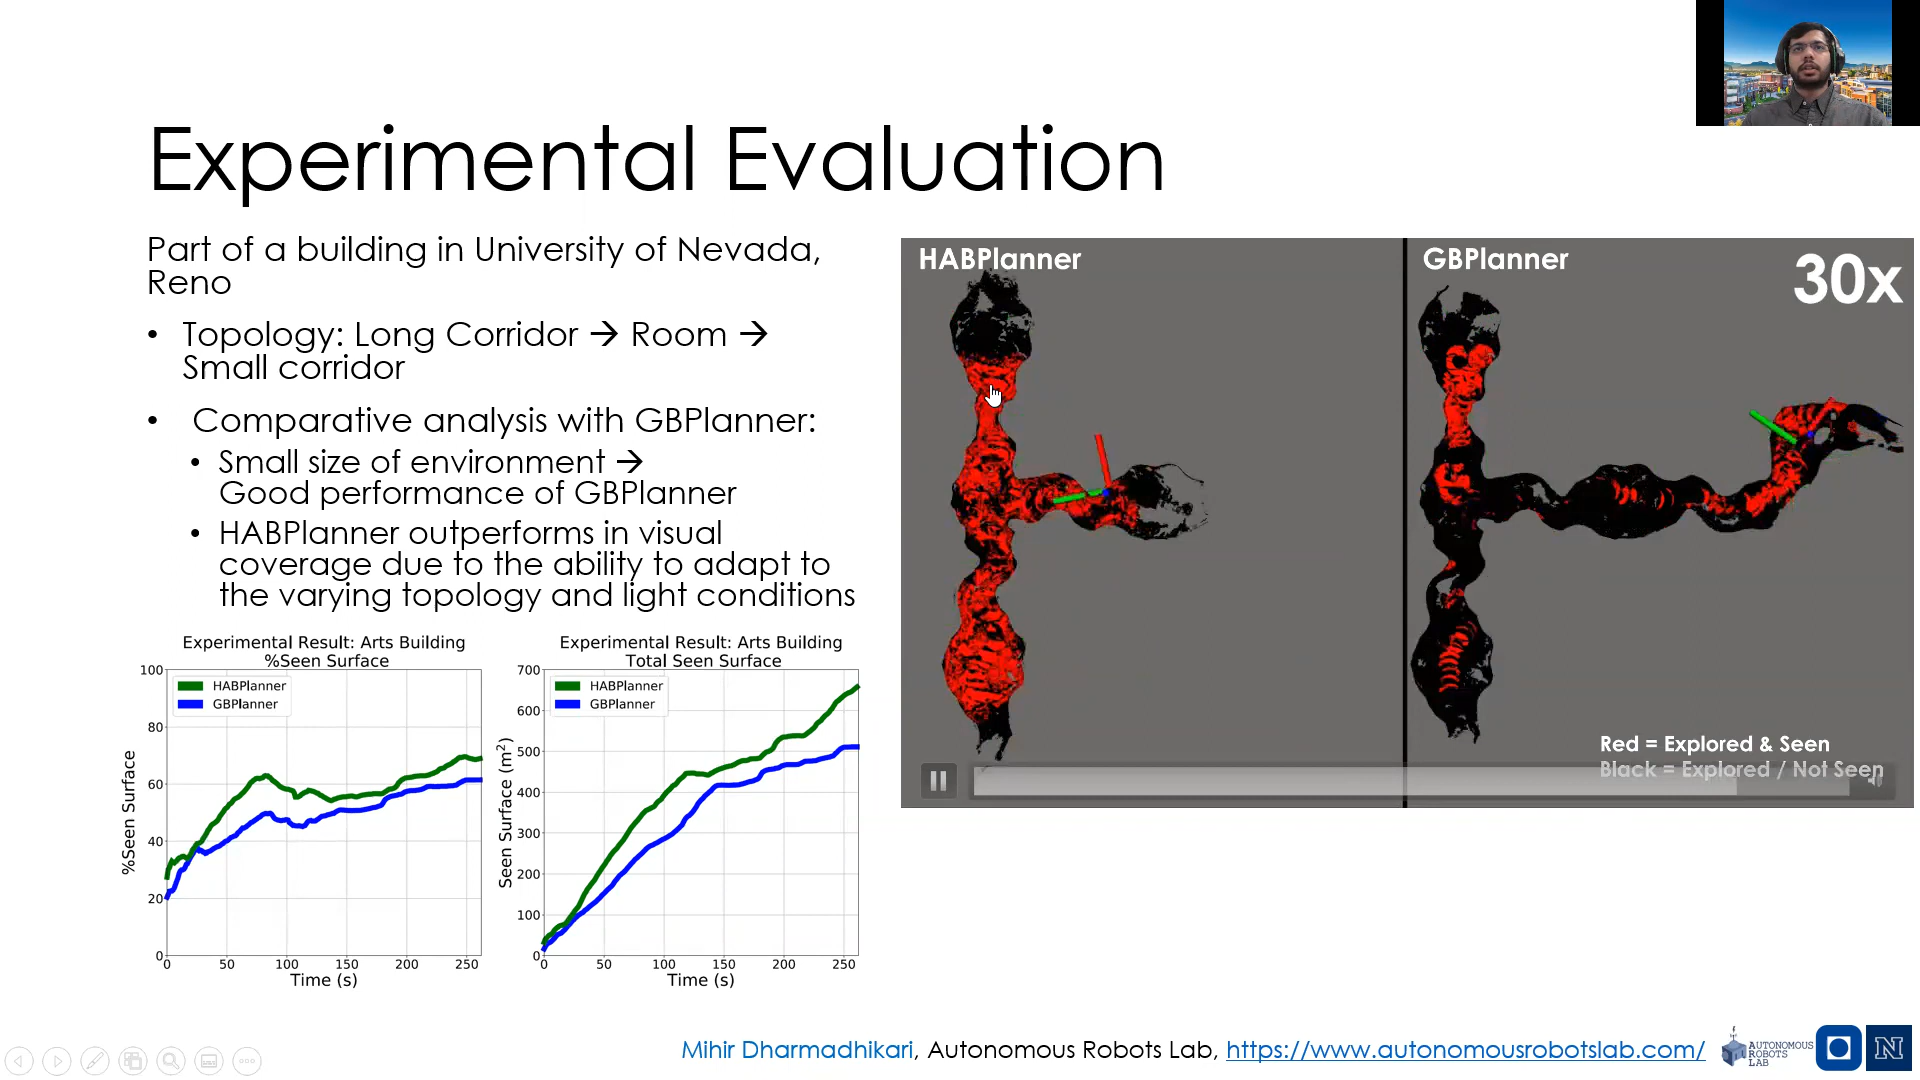 Experimental Evaluation
Part of a building in University of Nevada,
Reno
• Topology: Long Corridor → Room →
Small corridor
• Comparative analysis with GBPlanner:
• Small size of environment →
Good performance of GBPlanner
• HABPlanner outperforms in visual
coverage due to the ability to adapt to
the varying topology and light conditions
HABPlanner
GBPlanner
30x
Red = Explored & Seen
Black = Explored / Not Seen
Experimental Result: Arts Building
%Seen Surface
100
80
60
40
20
0
%Seen Surface
HABPlanner
GBPlanner
0 50 100 150 200 250
Time (s)
Experimental Result: Arts Building
Total Seen Surface
700
600
500
400
300
200
100
0
Seen Surface (m²)
HABPlanner
GBPlanner
0 50 100 150 200 250
Time (s)
Mihir Dharmadhikari, Autonomous Robots Lab, https://www.autonomousrobotslab.com/
AUTONOMOUS
ROBOTS
LAB
N